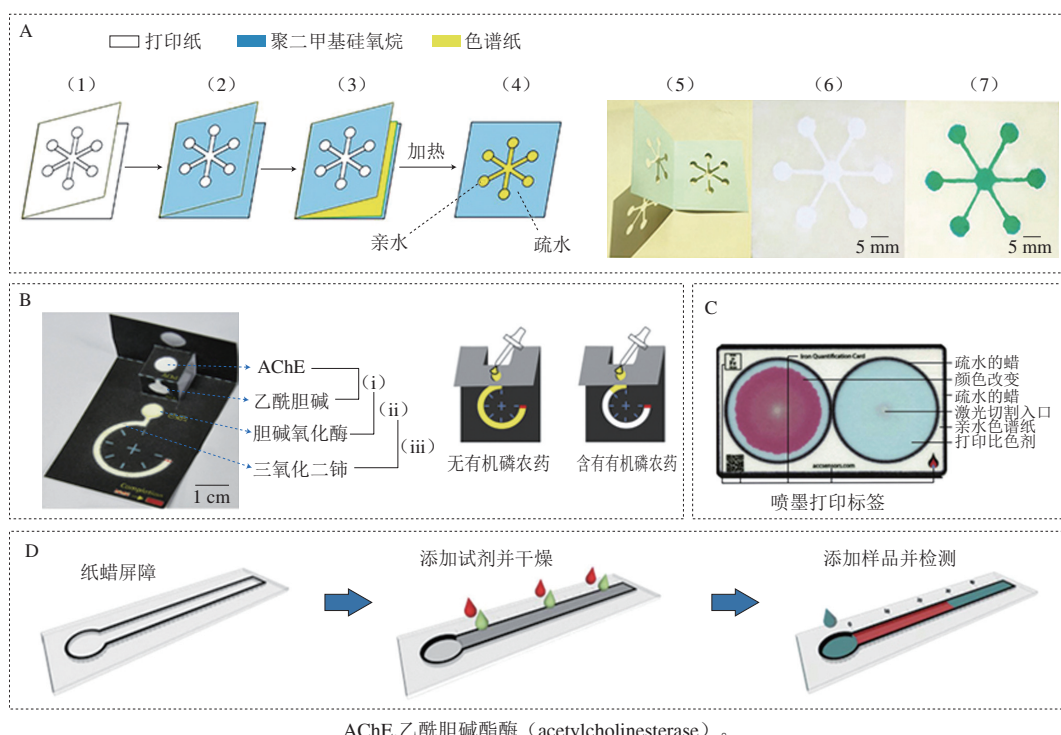 A
打印纸
聚二甲基硅氧烷
色谱纸
（1）
（2）
（3）
（4）
（5）
（6）
（7）
加热
亲水
疏水
5 mm
5 mm
B
AChE
乙酰胆碱
胆碱氧化酶
三氧化二铈
（i）
（ii）
（iii）
Completion
1 cm
无有机磷农药
含有有机磷农药
C
Iron Quantification Card
疏水的蜡
颜色改变
疏水的蜡
激光切割入口
亲水色谱纸
打印比色剂
accsensors.com
喷墨打印标签
D
纸蜡屏障
添加试剂并干燥
添加样品并检测
AChE.乙酰胆碱酯酶（acetylcholinesterase）。